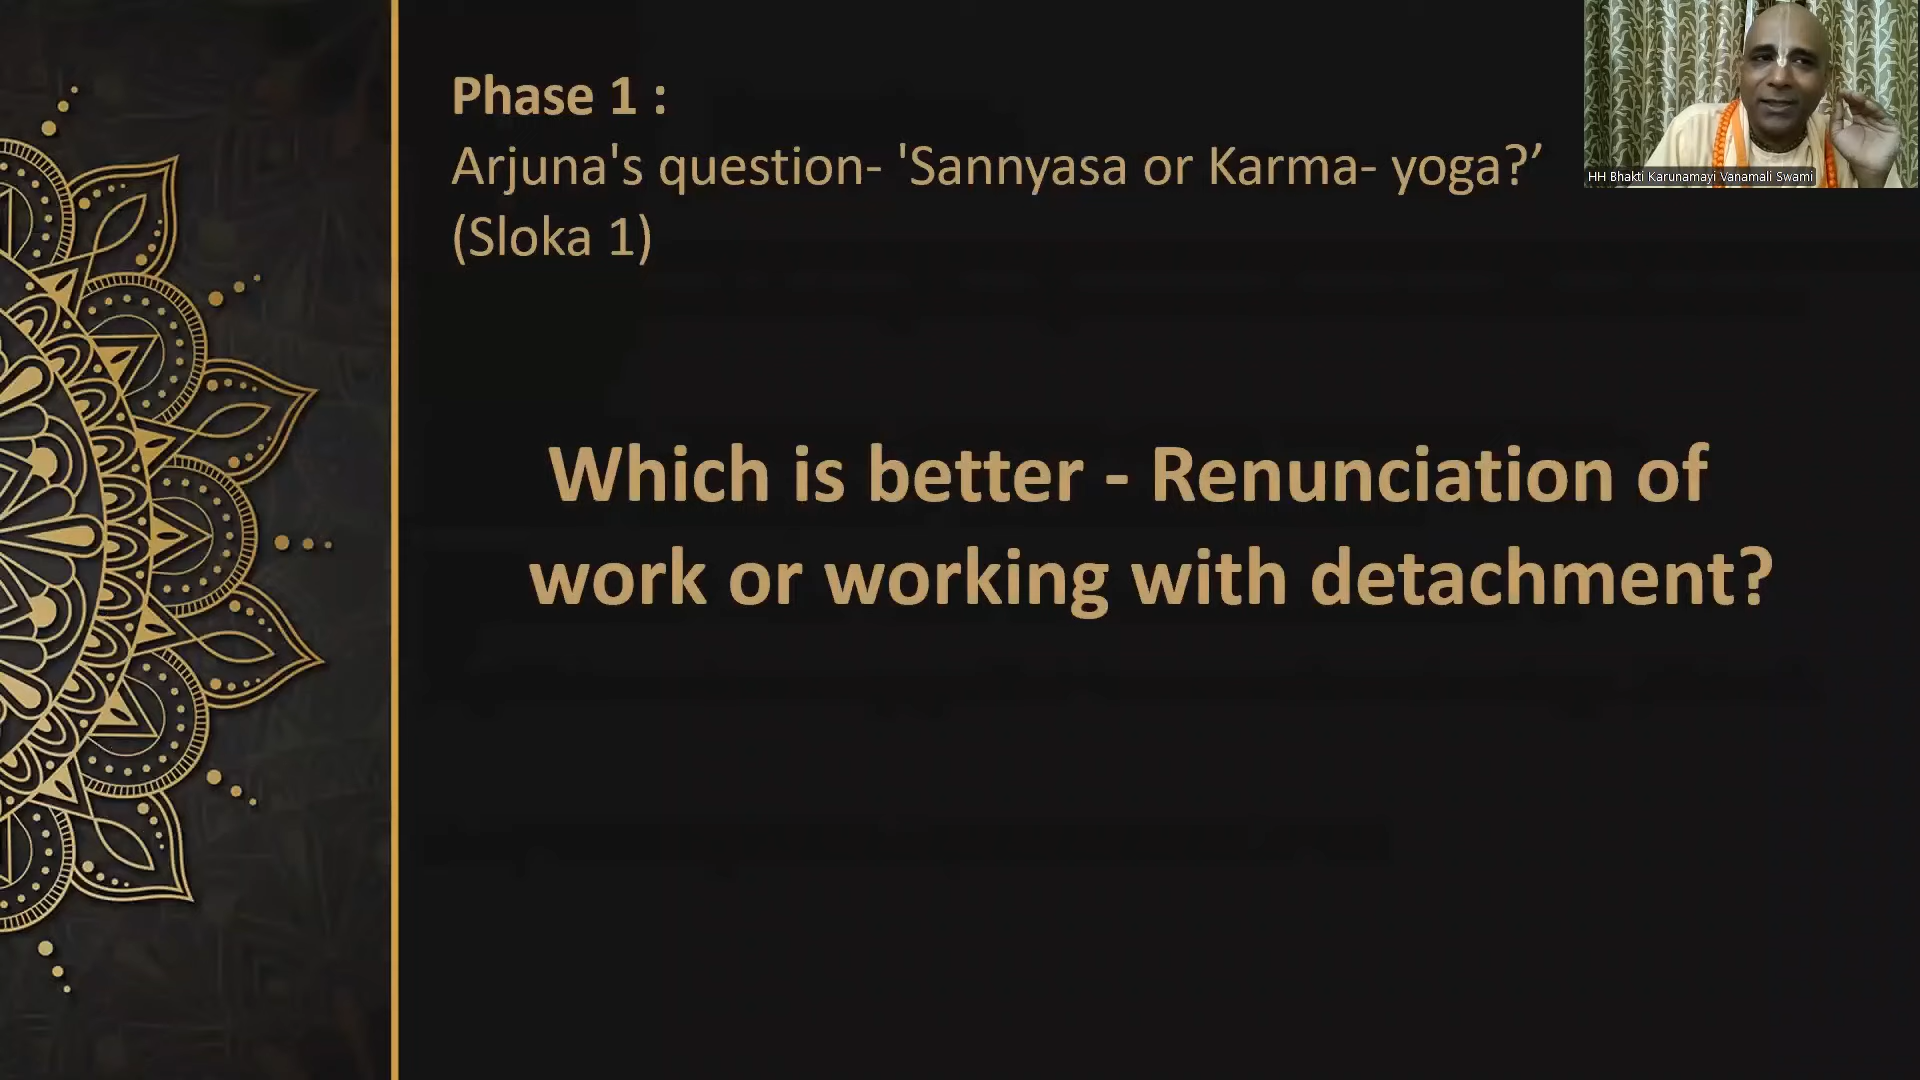 Phase 1 :
Arjuna's question- 'Sannyasa or Karma- yoga?’
(Sloka 1)
HH Bhakti Karunamayi Vanamali Swami
Which is better - Renunciation of
work or working with detachment?